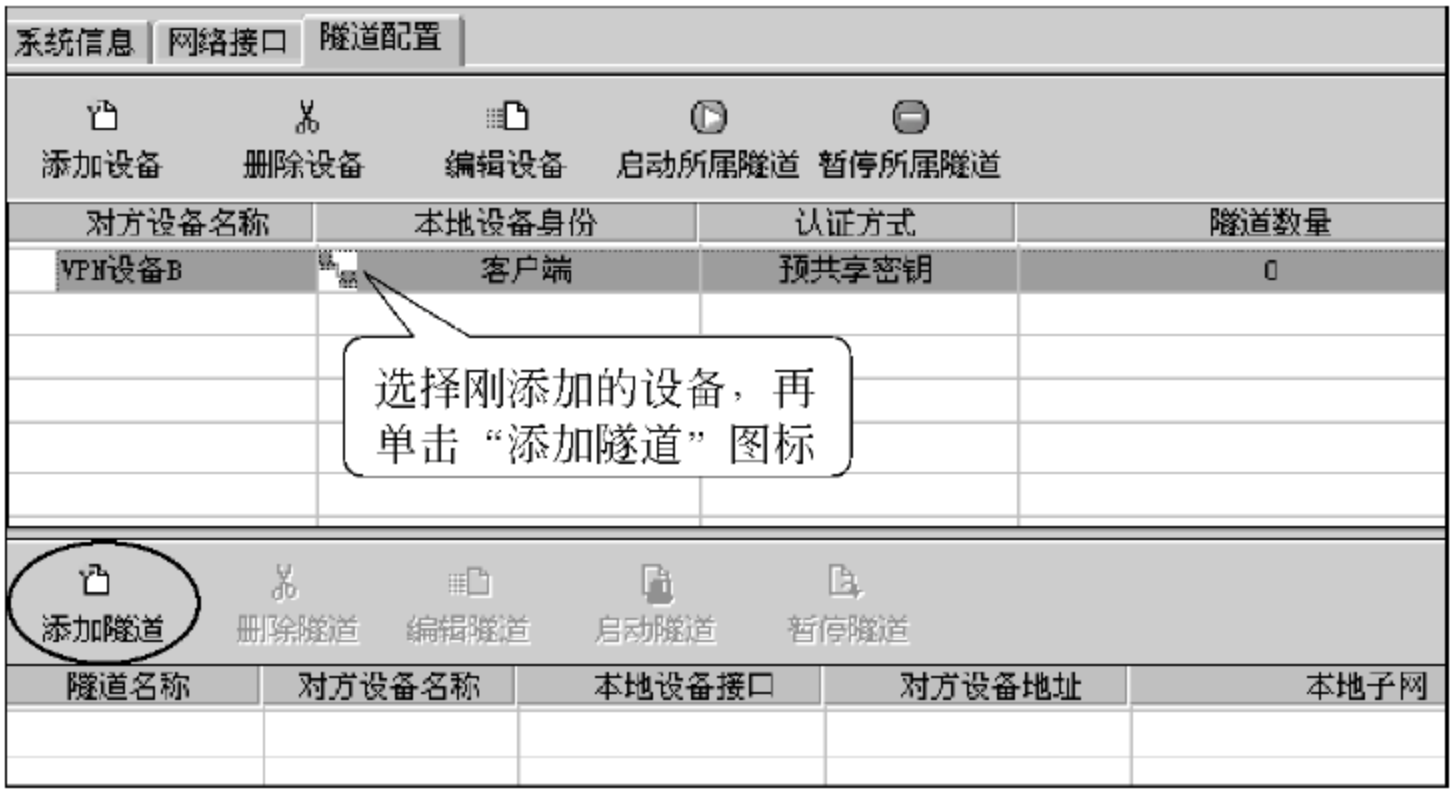 系统信息 网络接口 隧道配置
添加设备 删除设备 编辑设备 启动所属隧道 暂停所属隧道
对方设备名称 本地设备身份 认证方式 隧道数量
VPN设备B 客户端 预共享密钥 0
选择刚添加的设备，再
单击“添加隧道”图标
添加隧道 删除隧道 编辑隧道 启动隧道 暂停隧道
隧道名称 对方设备名称 本地设备接口 对方设备地址 本地子网